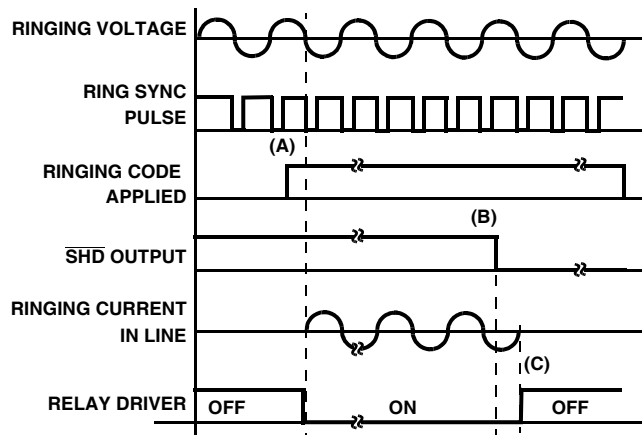 RINGING VOLTAGE
RING SYNC
PULSE
(A)
RINGING CODE
APPLIED
(B)
SHD OUTPUT
RINGING CURRENT
IN LINE
(C)
RELAY DRIVER
OFF
ON
OFF